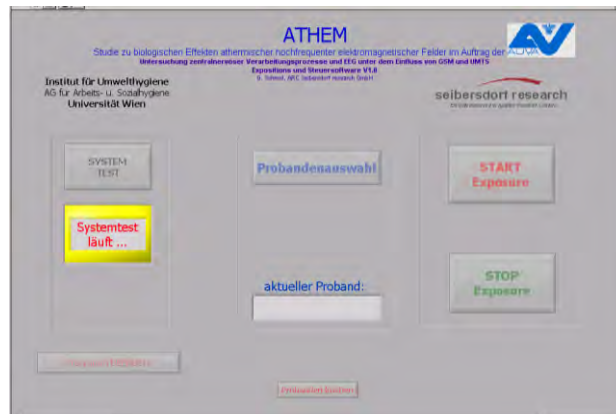 ATHEM
Studie zu biologischen Effekten athermischer hochfrequenter elektromagnetischer Felder im Auftrag der AUVA
Untersuchung zentralnervöser Verarbeitungsprozesse und EEG unter dem Einfluss von GSM und UMTS
Expositions und Steuersoftware V1.0
Institut für Umwelthygiene
AG für Arbeits- u. Sozialhygiene
Universität Wien
seibersdorf research
SYSTEM
TEST
Probandenauswahl
START
Exposure
Systemtest
läuft ...
STOP
Exposure
aktueller Proband: